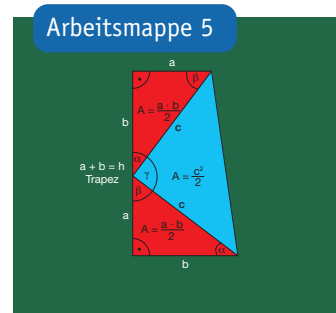 Arbeitsmappe 5
a
β
A = a · b / 2
b
c
α
a + b = h
Trapez
γ
A = c² / 2
β
c
a
A = a · b / 2
α
b